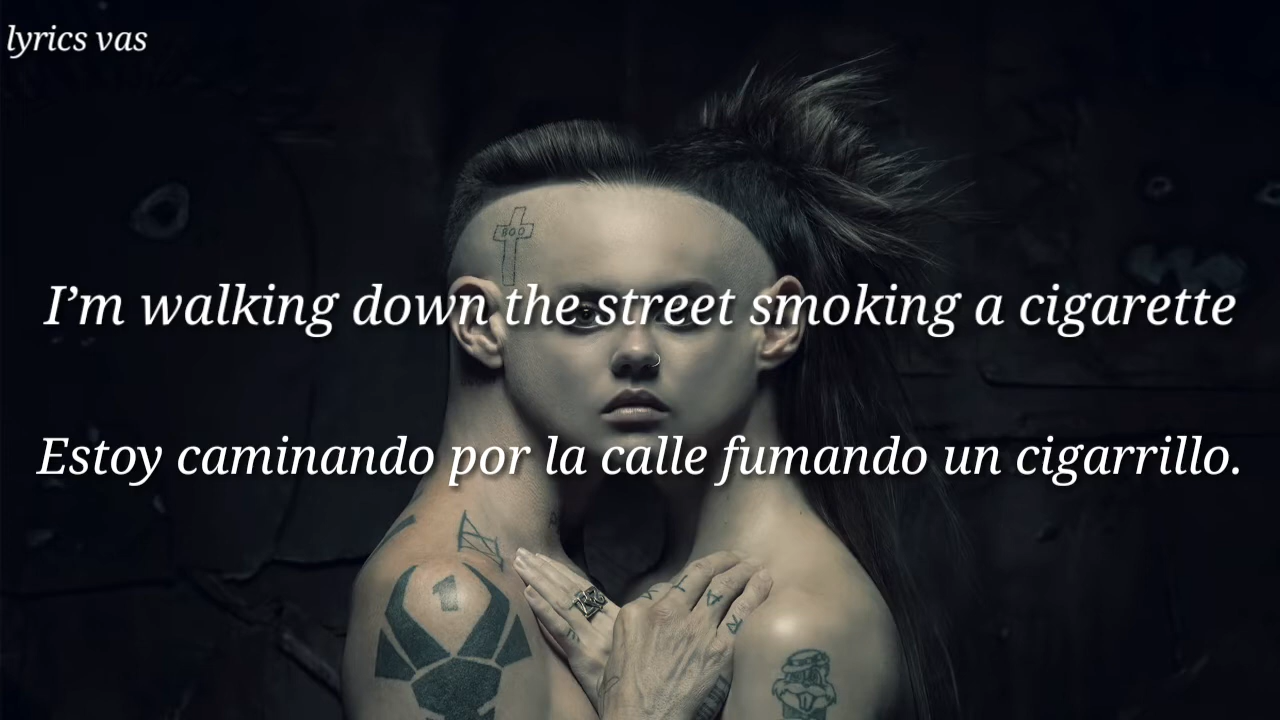 lyrics vas
BOO
I'm walking down the street smoking a cigarette
Estoy caminando por la calle fumando un cigarrillo.